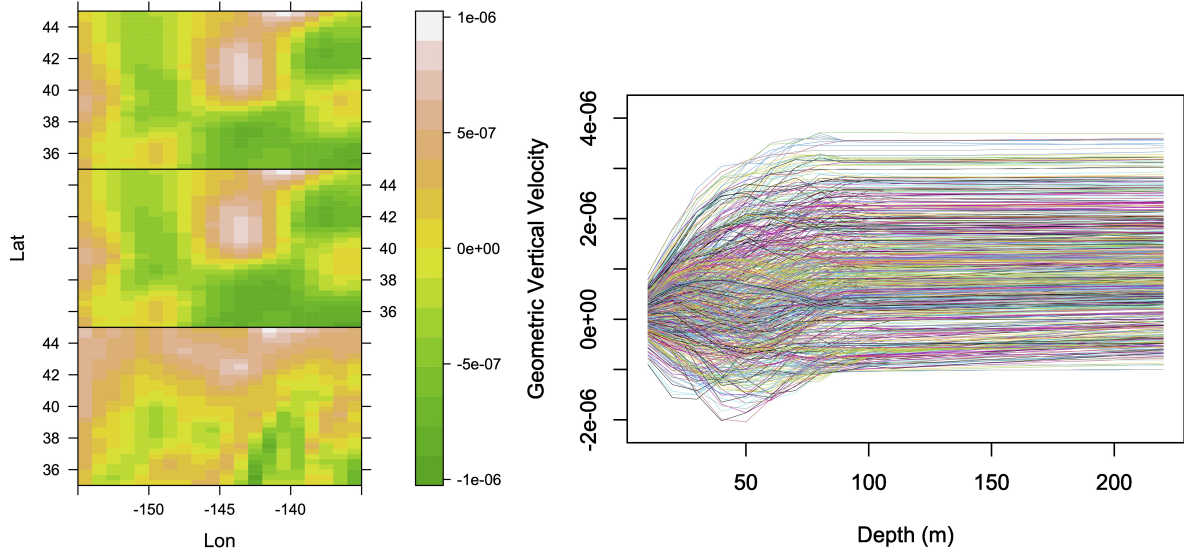 44
42
40
38
36
44
42
40
38
36
44
42
40
38
36
Lat
-150
-145
-140
Lon
1e-06
5e-07
0e+00
-5e-07
-1e-06
Geometric Vertical Velocity
4e-06
2e-06
0e+00
-2e-06
50
100
150
200
Depth (m)